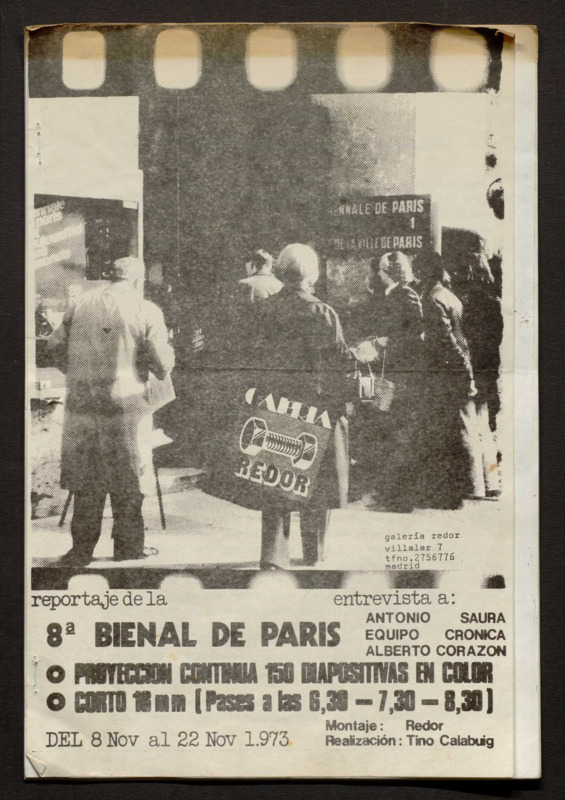 BIENNALE DE PARIS
1
DE LA VILLE DE PARIS
REDOR
galería redor
villalar 7
tfno.2756776
madrid
reportaje de la
entrevista a:
8ª BIENAL DE PARIS
ANTONIO SAURA
EQUIPO CRONICA
ALBERTO CORAZON
PROYECCION CONTINUA 150 DIAPOSITIVAS EN COLOR
CORTO 16 mm (Pases a las 6,30 — 7,30 — 8,30)
DEL 8 Nov al 22 Nov 1.973
Montaje: Redor
Realización: Tino Calabuig